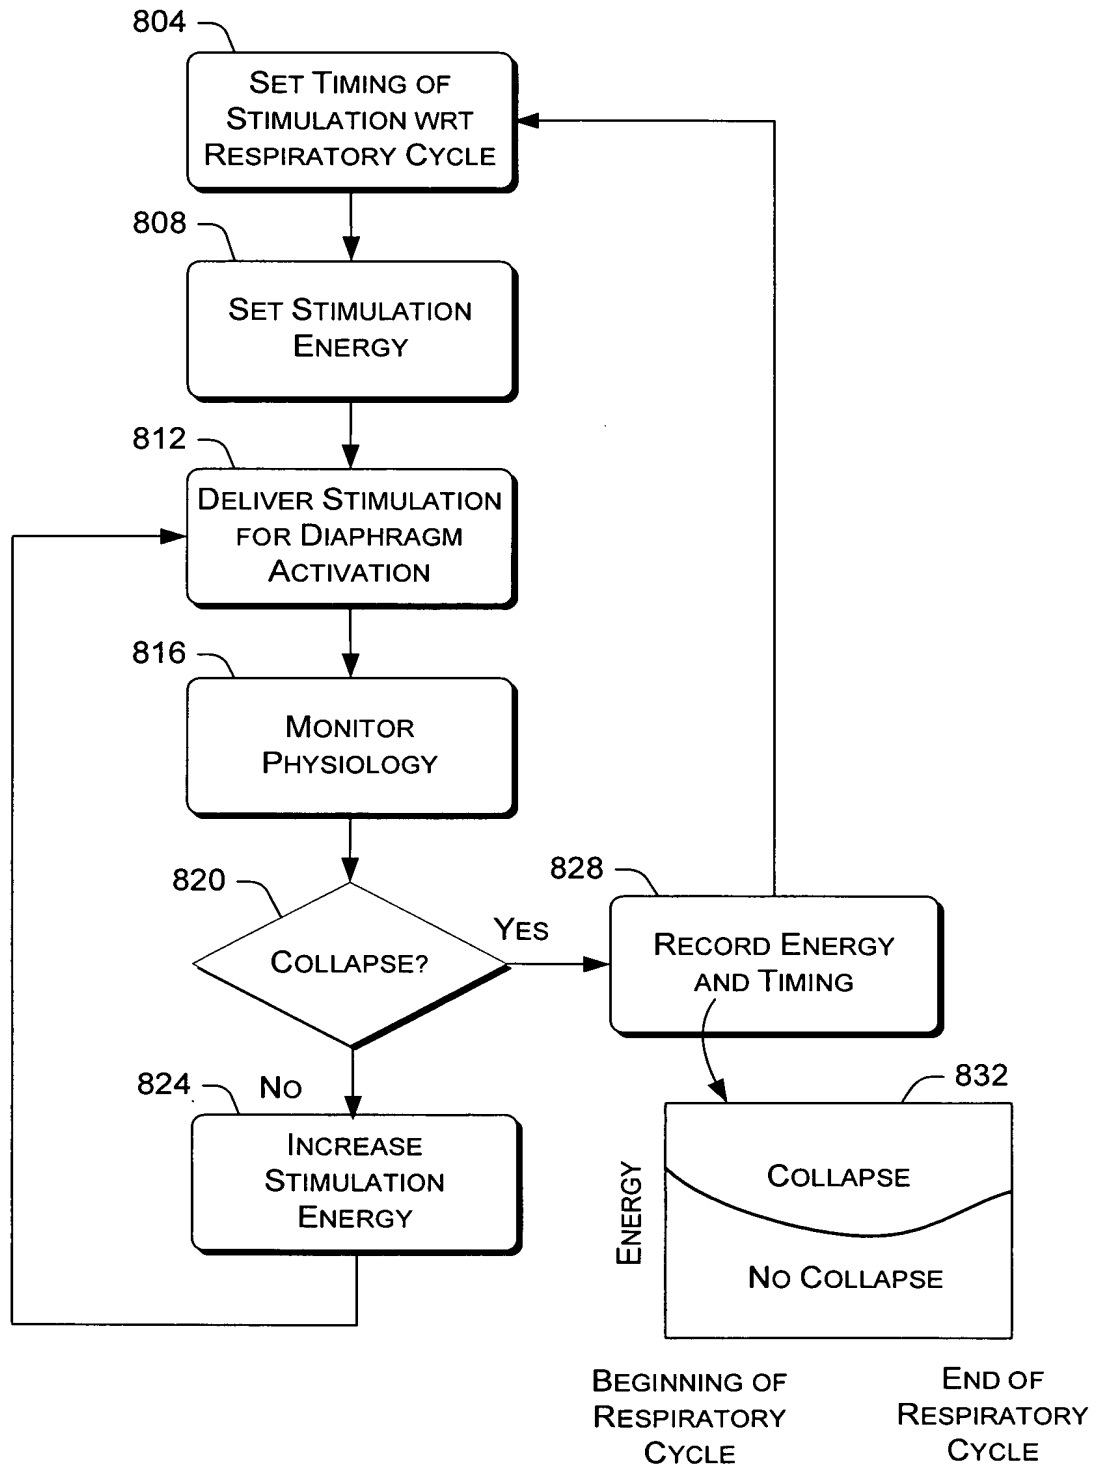 804
SET TIMING OF
STIMULATION WRT
RESPIRATORY CYCLE
808
SET STIMULATION
ENERGY
812
DELIVER STIMULATION
FOR DIAPHRAGM
ACTIVATION
816
MONITOR
PHYSIOLOGY
820
COLLAPSE?
YES
828
RECORD ENERGY
AND TIMING
NO
824
INCREASE
STIMULATION
ENERGY
832
ENERGY
COLLAPSE
NO COLLAPSE
BEGINNING OF
RESPIRATORY
CYCLE
END OF
RESPIRATORY
CYCLE